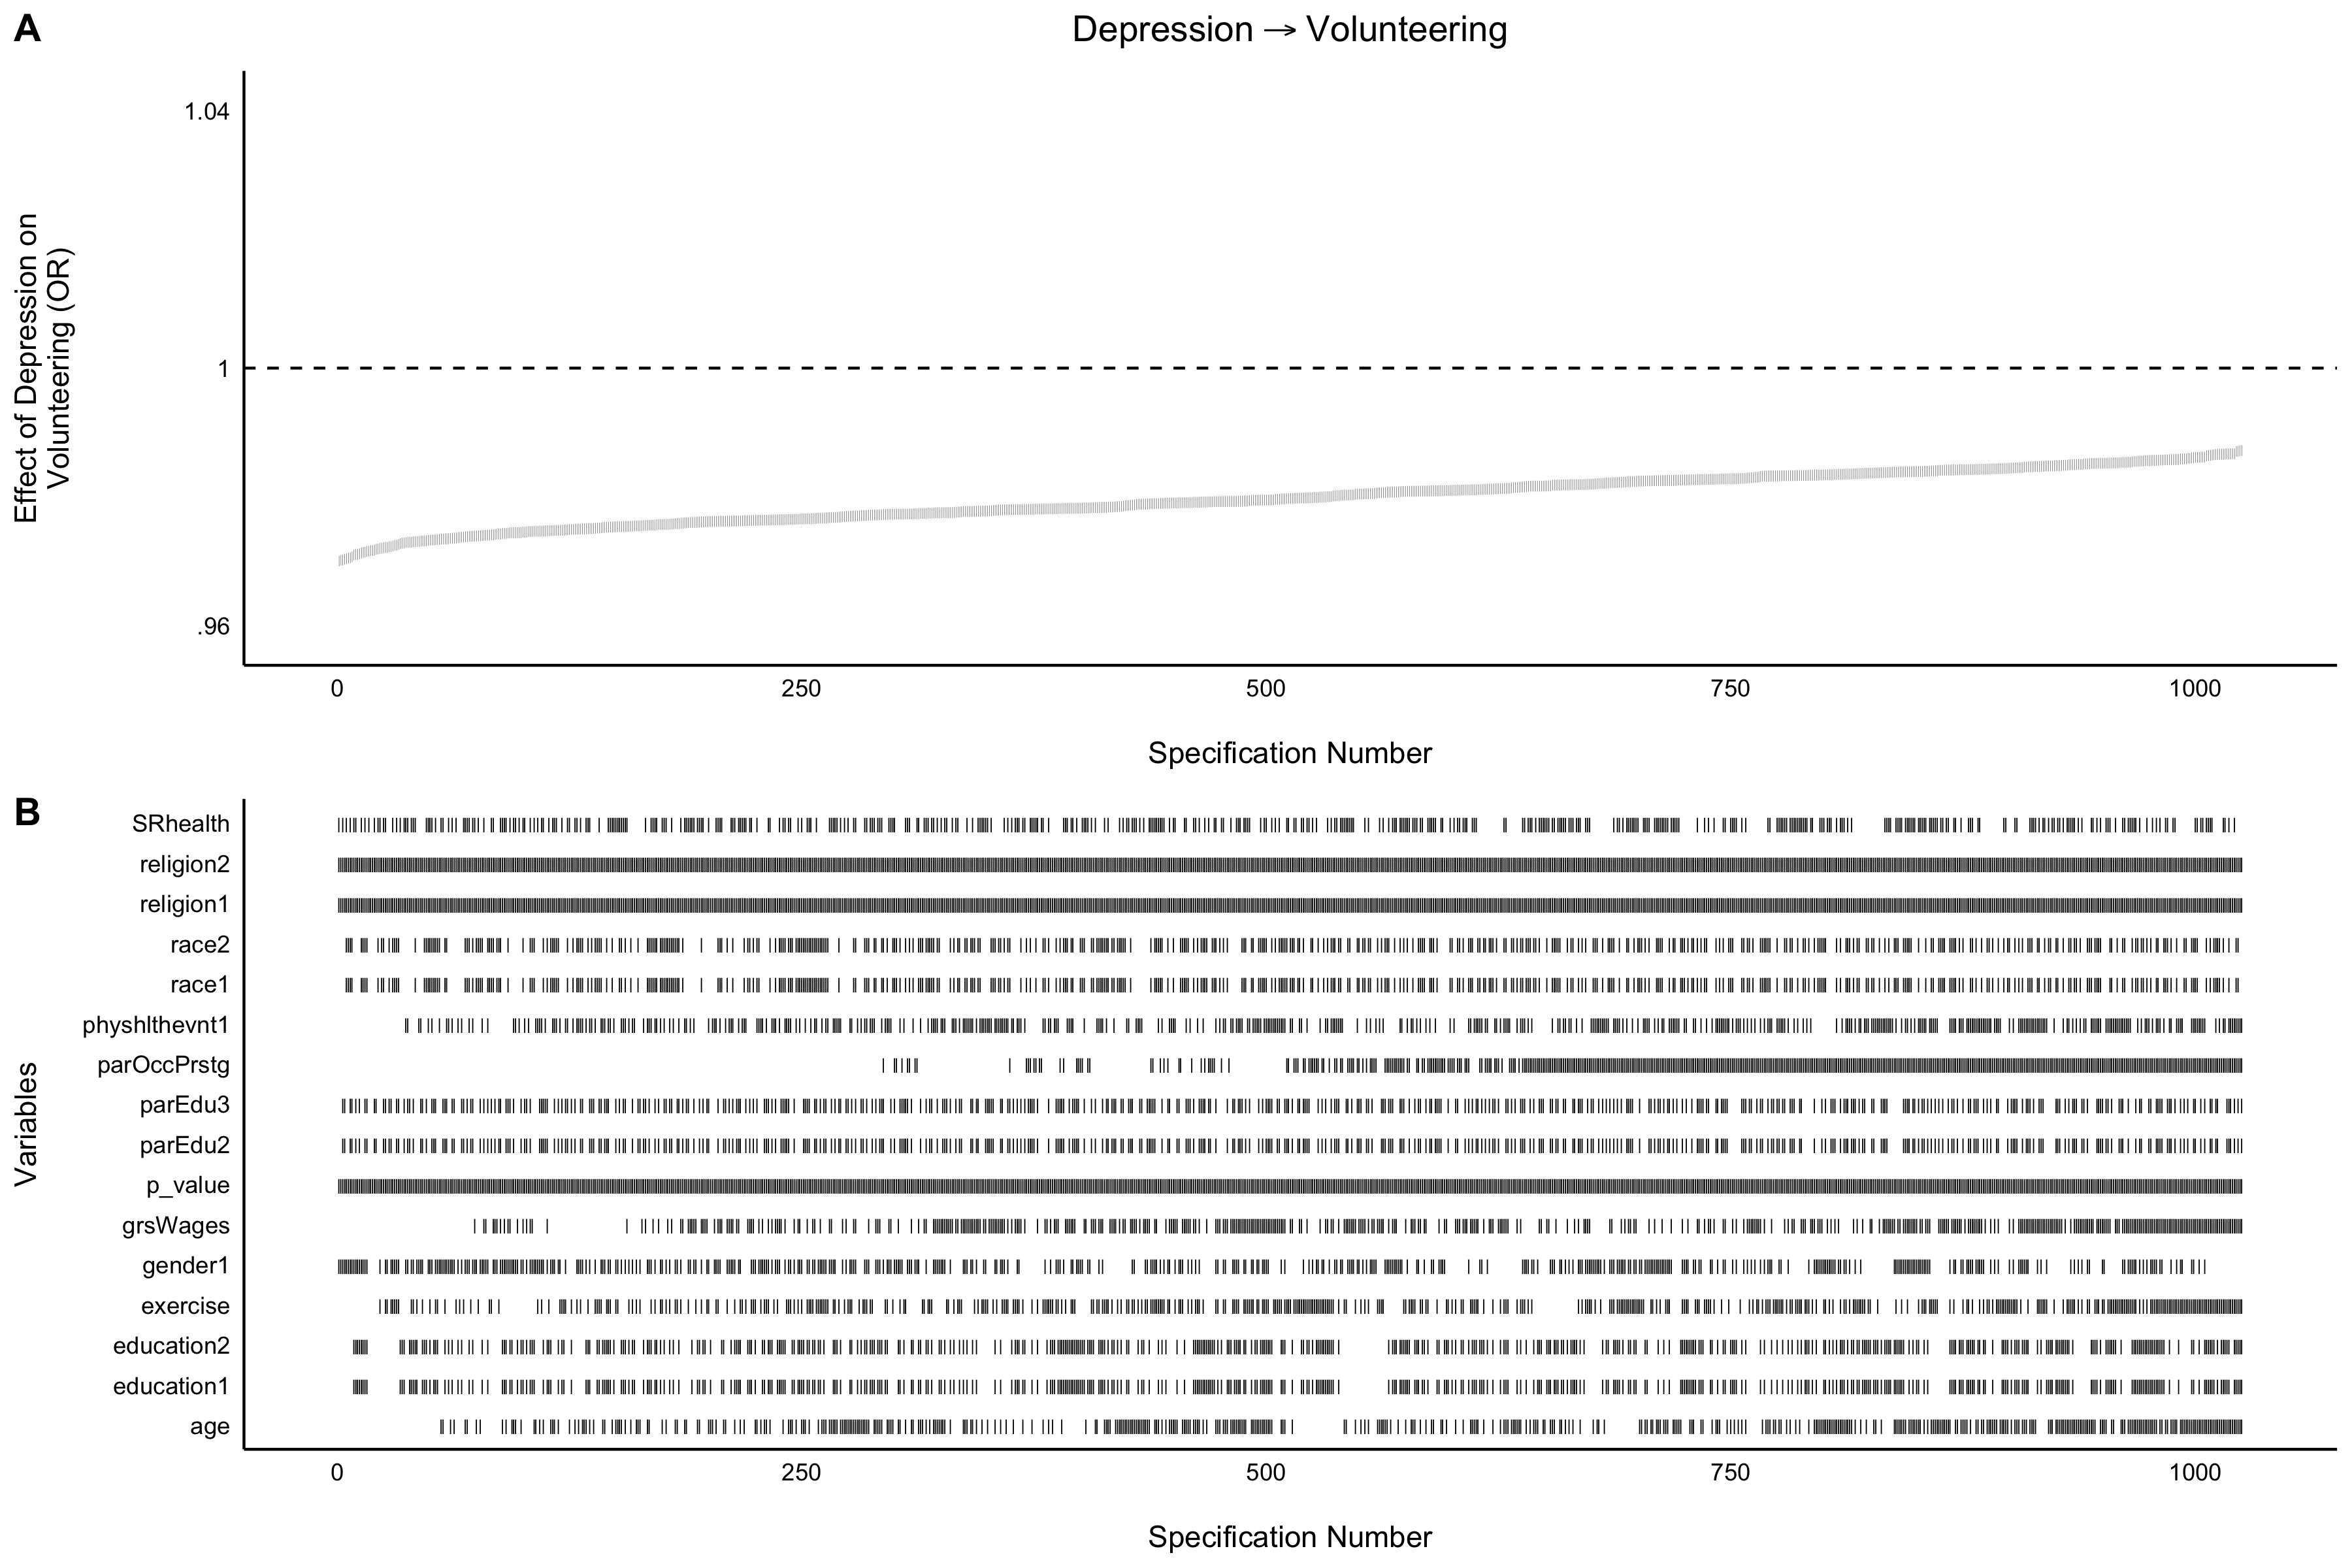 A
Depression → Volunteering
Effect of Depression on
Volunteering (OR)
1.04
1
.96
0 250 500 750 1000
Specification Number
B
Variables
SRhealth
religion2
religion1
race2
race1
physhlthevnt1
parOccPrstg
parEdu3
parEdu2
p_value
grsWages
gender1
exercise
education2
education1
age
0 250 500 750 1000
Specification Number